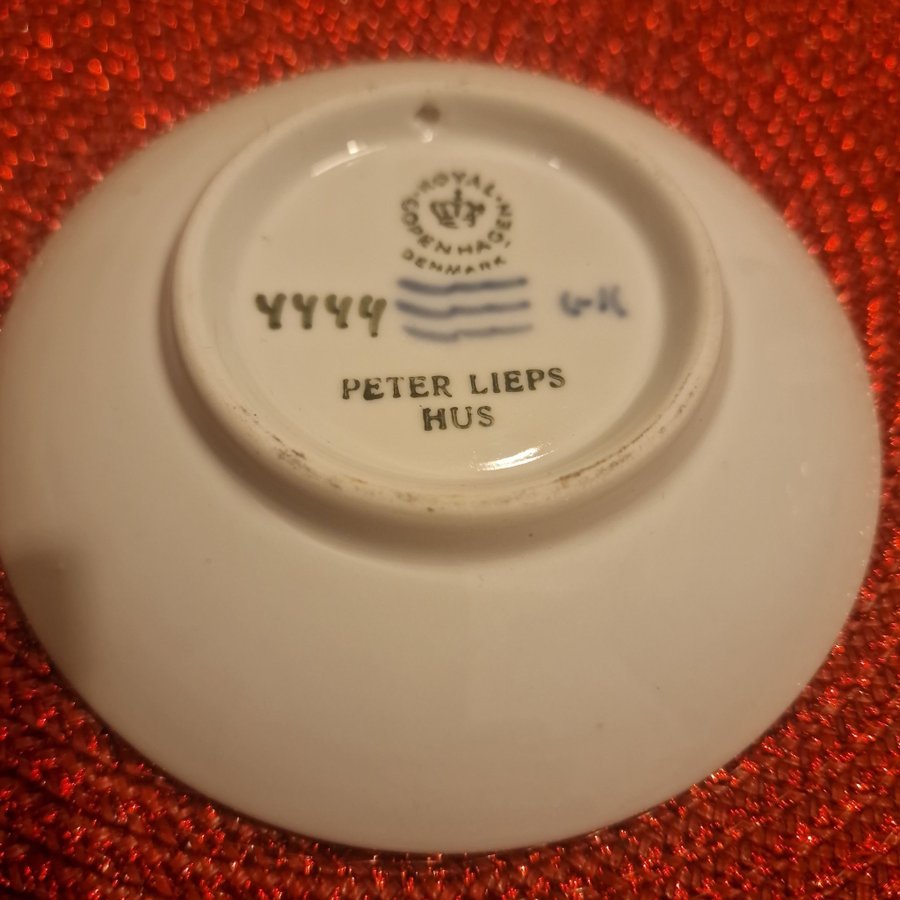 ROYAL
COPENHAGEN
DENMARK
4444
PETER LIEPS
HUS